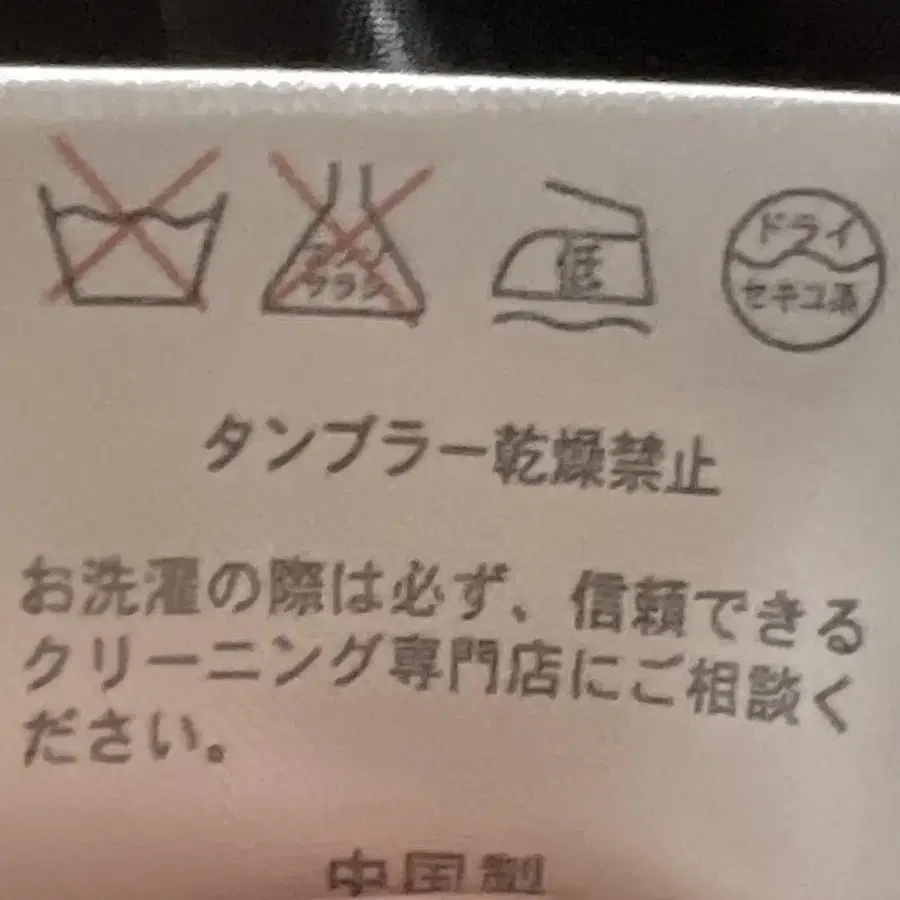 低
ドライ
セキユ系
タンブラー乾燥禁止
お洗濯の際は必ず、信頼できる
クリーニング専門店にご相談く
ださい。
中国製